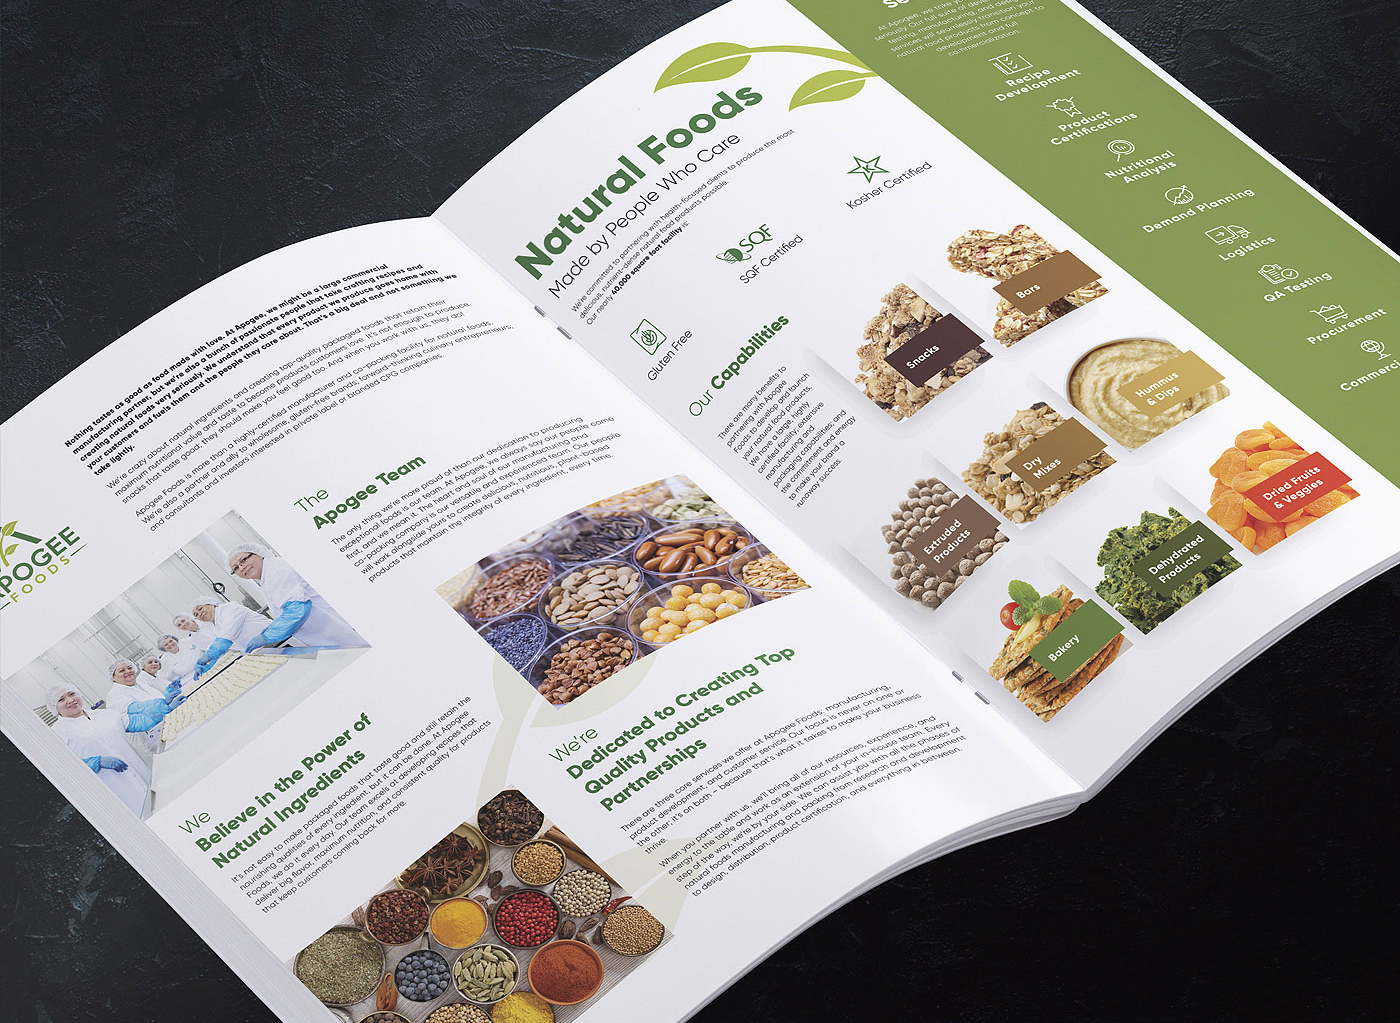 Nothing tastes as good as food made with love. At Apogee, we might be a large commercial
manufacturing partner, but we're also a bunch of passionate people that take crafting recipes and
creating natural foods very seriously. We understand that every product we produce goes home with
your customers and fuels them and the people they care about. That's a big deal and not something we
take lightly.
We're crazy about natural ingredients and creating top-quality packaged foods that retain their
maximum nutritional value and taste to become products customers love. It's not enough to produce
snacks that taste good; they should make you feel good too. And when you work with us, they do!
Apogee Foods is more than a highly-certified manufacturer and co-packing facility for natural foods.
We're also a partner and ally to wholesome, gluten-free brands, forward-thinking culinary entrepreneurs,
and consultants and investors interested in private label or branded CPG companies.
APOGEE
FOODS
The
Apogee Team
The only thing we're more proud of than our dedication to producing
exceptional foods is our team. At Apogee, we always say our people come
first, and we mean it. The heart and soul of our manufacturing and
co-packing company is our versatile and experienced team. Our people
will work alongside yours to create delicious, nutritious, plant-based
products that maintain the integrity of every ingredient, every time.
We
Believe in the Power of
Natural Ingredients
It's not easy to make packaged foods that taste good and still retain the
nourishing qualities of every ingredient, but it can be done. At Apogee
Foods, we do it every day. Our team excels at developing recipes that
deliver big flavor, maximum nutrition, and consistent quality for products
that keep customers coming back for more.
We're
Dedicated to Creating Top
Quality Products and
Partnerships
There are three core services we offer at Apogee Foods: manufacturing,
product development, and customer service. Our focus is never on one or
the other; it's on both – because that's what it takes to make your business
thrive.
When you partner with us, we'll bring all of our resources, experience, and
energy to the table and work as an extension of your in-house team. Every
step of the way, we're by your side. We can assist you with all the phases of
natural foods manufacturing and packing from research and development
to design, distribution, product certification, and everything in between.
Natural Foods
Made by People Who Care
We're committed to partnering with health-focused clients to produce the most
delicious, nutrient-dense natural food products possible.
Our nearly 40,000 square foot facility is:
Gluten Free
SQF
SQF Certified
K
Kosher Certified
Our Capabilities
There are many benefits to
partnering with Apogee
Foods to develop and launch
your natural food products.
We have a large, highly
certified facility, extensive
manufacturing and
packaging capabilities, and
the commitment and energy
to make your brand a
runaway success.
Snacks
Bars
Extruded
Products
Dry
Mixes
Hummus
& Dips
Bakery
Dehydrated
Products
Dried Fruits
& Veggies
At Apogee, we take
seriously. Our full suite of
testing, manufacturing, and
services will seamlessly transition your
natural food products from concept to
development and full
commercialization.
Recipe
Development
Product
Certifications
Nutritional
Analysis
Demand Planning
Logistics
QA Testing
Procurement